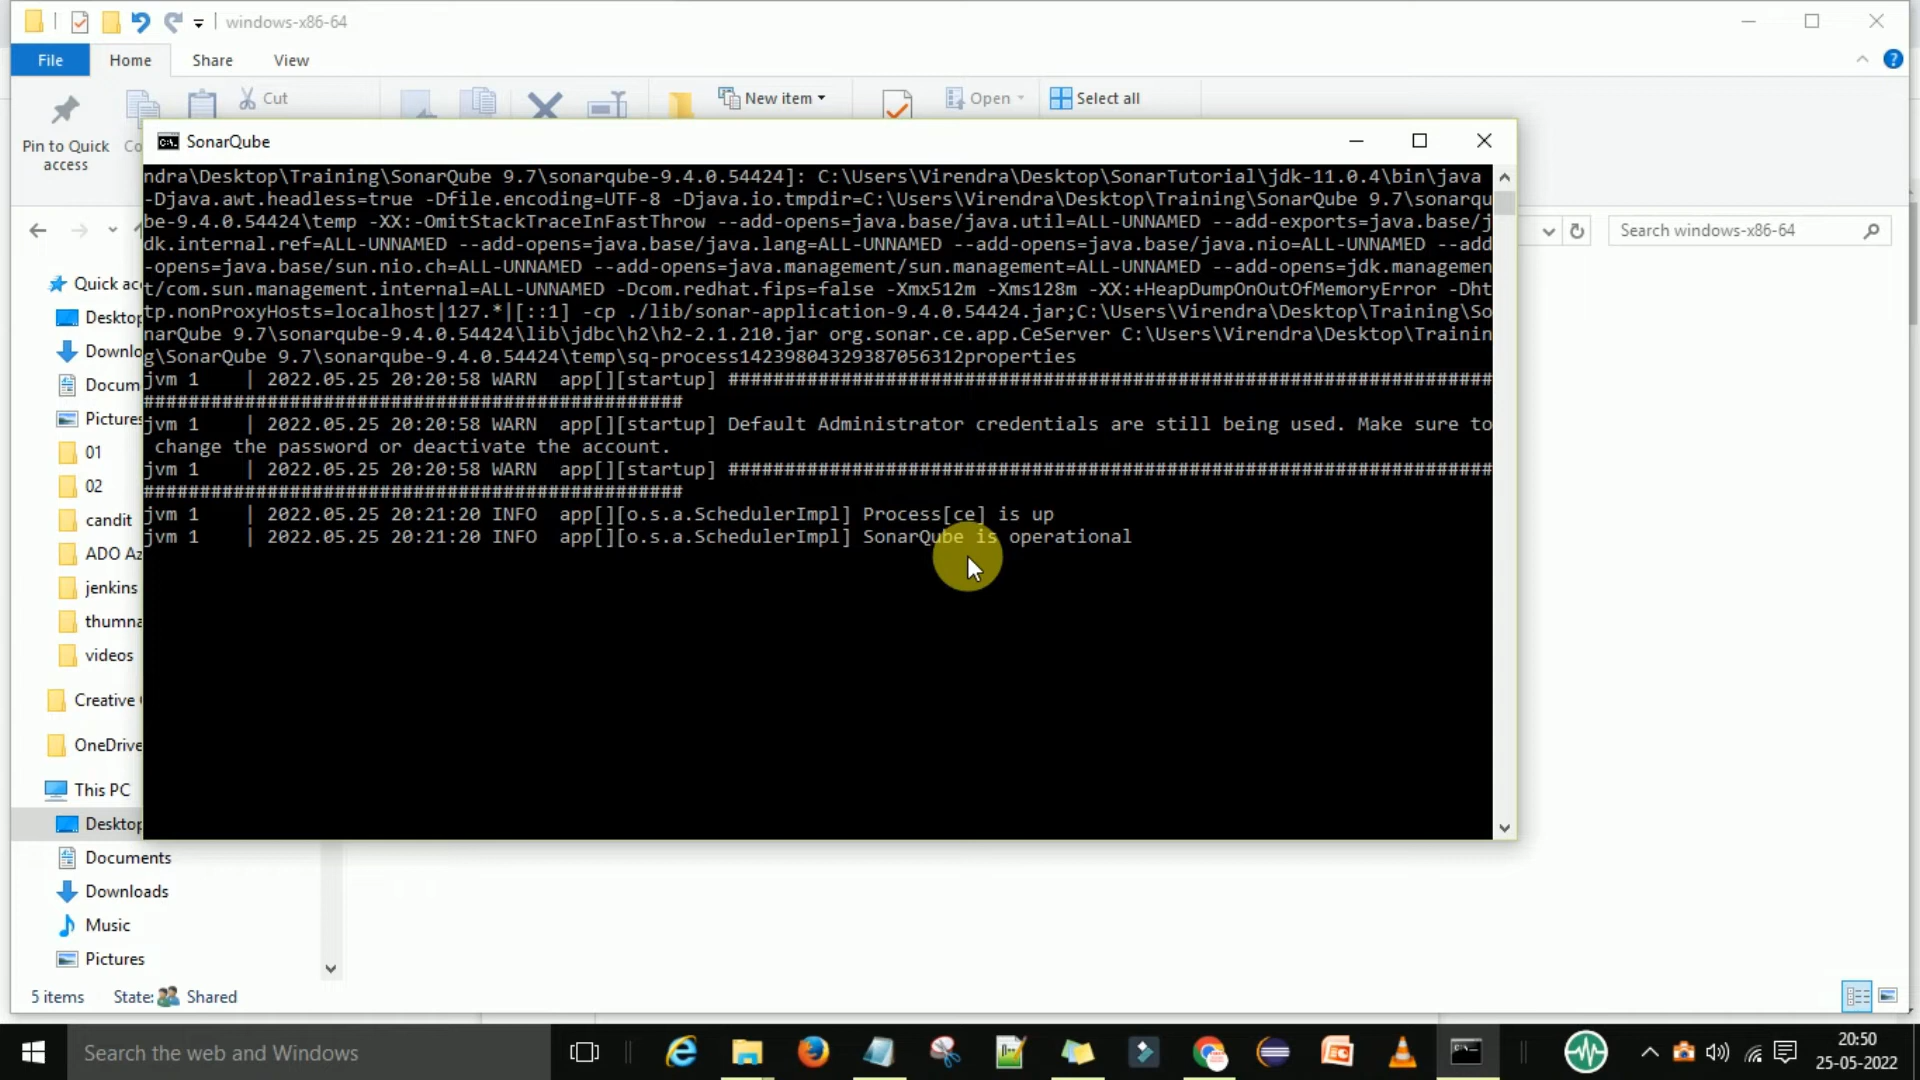 windows-x86-64
File Home Share View
Cut
New item
Open
Select all
Pin to Quick access
SonarQube
ndra\Desktop\Training\SonarQube 9.7\sonarqube-9.4.0.54424]: C:\Users\Virendra\Desktop\SonarTutorial\jdk-11.0.4\bin\java
-Djava.awt.headless=true -Dfile.encoding=UTF-8 -Djava.io.tmpdir=C:\Users\Virendra\Desktop\Training\SonarQube 9.7\sonarqu
be-9.4.0.54424\temp -XX:-OmitStackTraceInFastThrow --add-opens=java.base/java.util=ALL-UNNAMED --add-exports=java.base/j
dk.internal.ref=ALL-UNNAMED --add-opens=java.base/java.lang=ALL-UNNAMED --add-opens=java.base/java.nio=ALL-UNNAMED --add
-opens=java.base/sun.nio.ch=ALL-UNNAMED --add-opens=java.management/sun.management=ALL-UNNAMED --add-opens=jdk.managemen
t/com.sun.management.internal=ALL-UNNAMED -Dcom.redhat.fips=false -Xmx512m -Xms128m -XX:+HeapDumpOnOutOfMemoryError -Dht
tp.nonProxyHosts=localhost|127.*|[::1] -cp ./lib/sonar-application-9.4.0.54424.jar;C:\Users\Virendra\Desktop\Training\So
narQube 9.7\sonarqube-9.4.0.54424\lib\jdbc\h2\h2-2.1.210.jar org.sonar.ce.app.CeServer C:\Users\Virendra\Desktop\Trainin
g\SonarQube 9.7\sonarqube-9.4.0.54424\temp\sq-process14239804329387056312properties
jvm 1    | 2022.05.25 20:20:58 WARN  app[][startup] ####################################################################
################################################
jvm 1    | 2022.05.25 20:20:58 WARN  app[][startup] Default Administrator credentials are still being used. Make sure to
change the password or deactivate the account.
jvm 1    | 2022.05.25 20:20:58 WARN  app[][startup] ####################################################################
################################################
jvm 1    | 2022.05.25 20:21:20 INFO  app[][o.s.a.SchedulerImpl] Process[ce] is up
jvm 1    | 2022.05.25 20:21:20 INFO  app[][o.s.a.SchedulerImpl] SonarQube is operational
Search windows-x86-64
Quick ac
Desktop
Downlo
Docum
Pictures
01
02
candit
ADO Az
jenkins
thumna
videos
Creative
OneDrive
This PC
Desktop
Documents
Downloads
Music
Pictures
5 items State: Shared
Search the web and Windows
20:50
25-05-2022